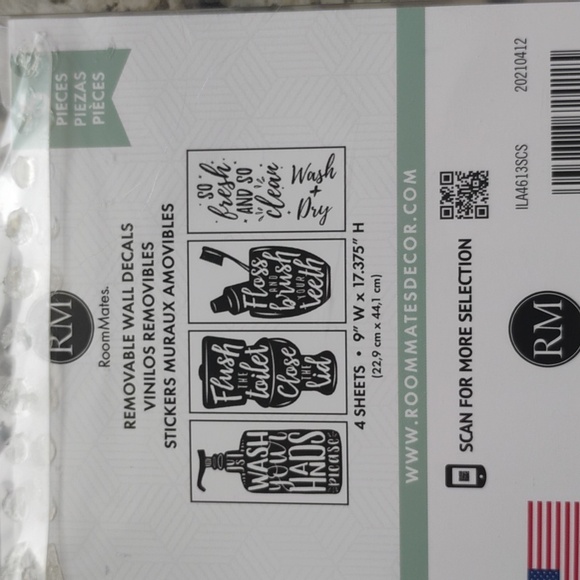 PIECES
PIEZAS
PIÈCES
RM
RoomMates.
REMOVABLE WALL DECALS
VINILOS REMOVIBLES
STICKERS MURAUX AMOVIBLES
WASH
your
HANDS
please
Flush
THE
toilet
Close
THE
lid
Floss
AND
brush
YOUR
teeth
SO
fresh
AND SO
clean
Wash
+
Dry
4 SHEETS • 9" W x 17.375" H
(22,9 cm x 44,1 cm)
WWW.ROOMMATESDECOR.COM
SCAN FOR MORE SELECTION
ILA4613SCS
20210412
RM